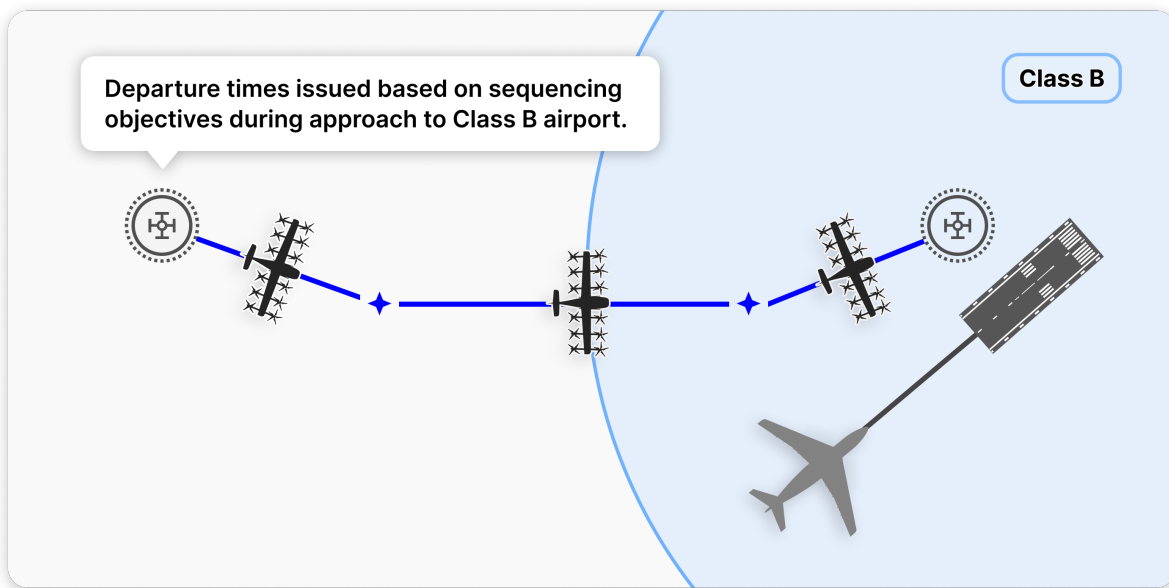 Departure times issued based on sequencing
objectives during approach to Class B airport.
Class B